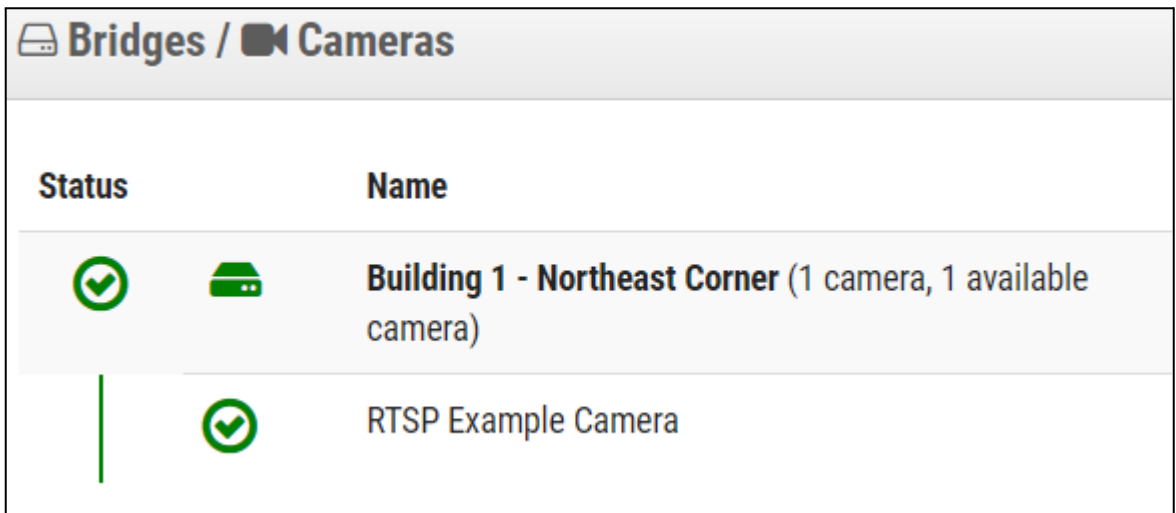 Bridges / Cameras
Status Name
Building 1 - Northeast Corner (1 camera, 1 available
camera)
RTSP Example Camera